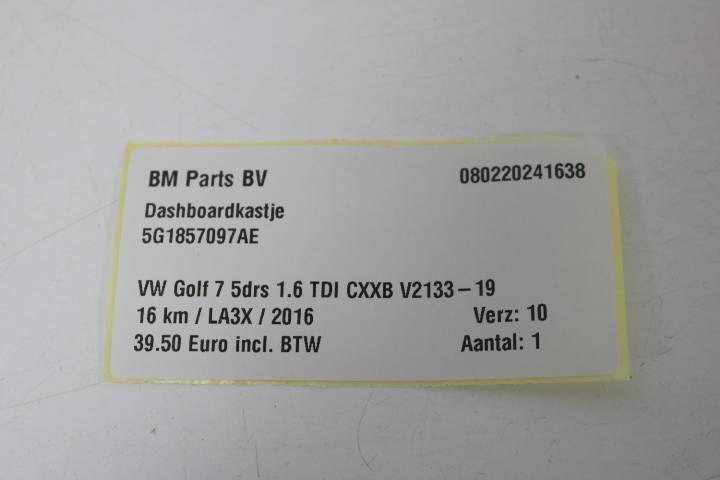 BM Parts BV 080220241638
Dashboardkastje
5G1857097AE
VW Golf 7 5drs 1.6 TDI CXXB V2133-19
16 km / LA3X / 2016 Verz: 10
39.50 Euro incl. BTW Aantal: 1